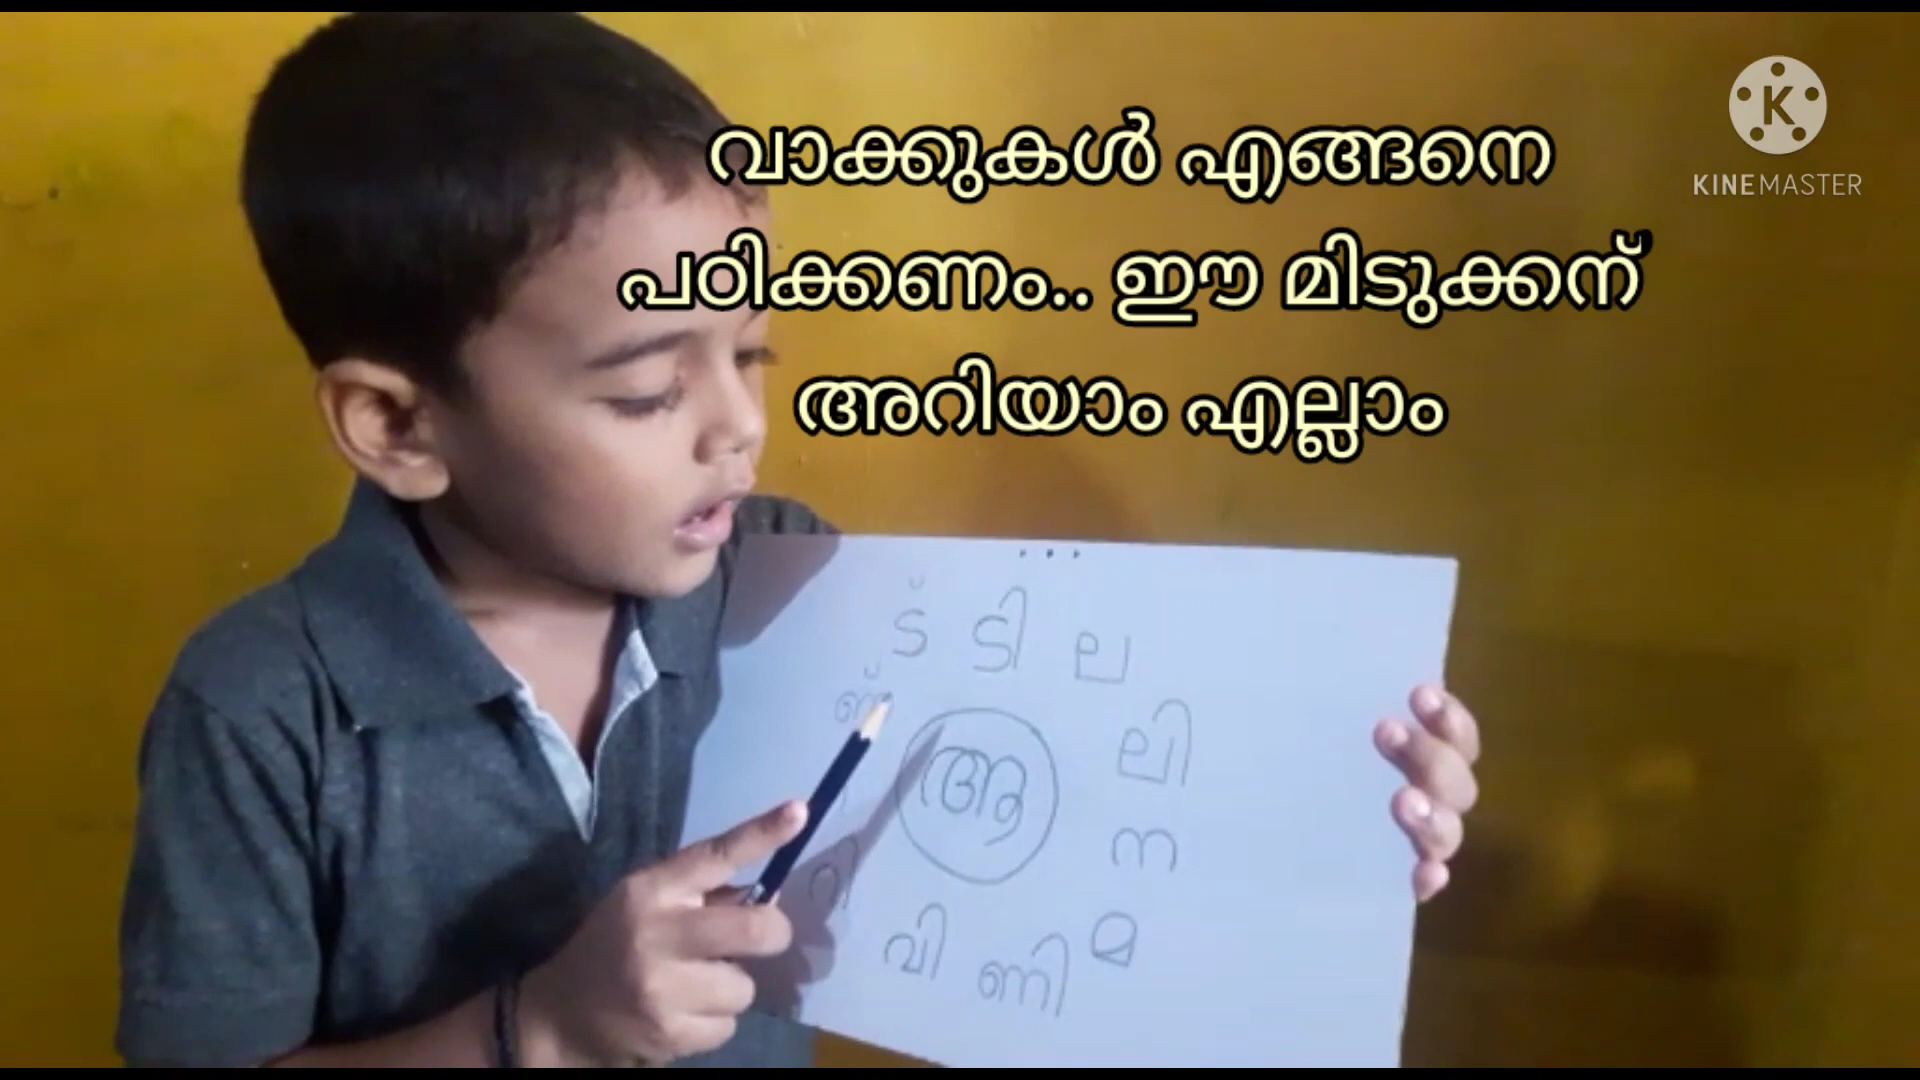 വാക്കുകൾ എങ്ങനെ
പഠിക്കണം.. ഈ മിടുക്കന്
അറിയാം എല്ലാം
KINEMASTER
ട് ടി ല
ണ്
ആ ലി
ന
റി
വി ണി മ